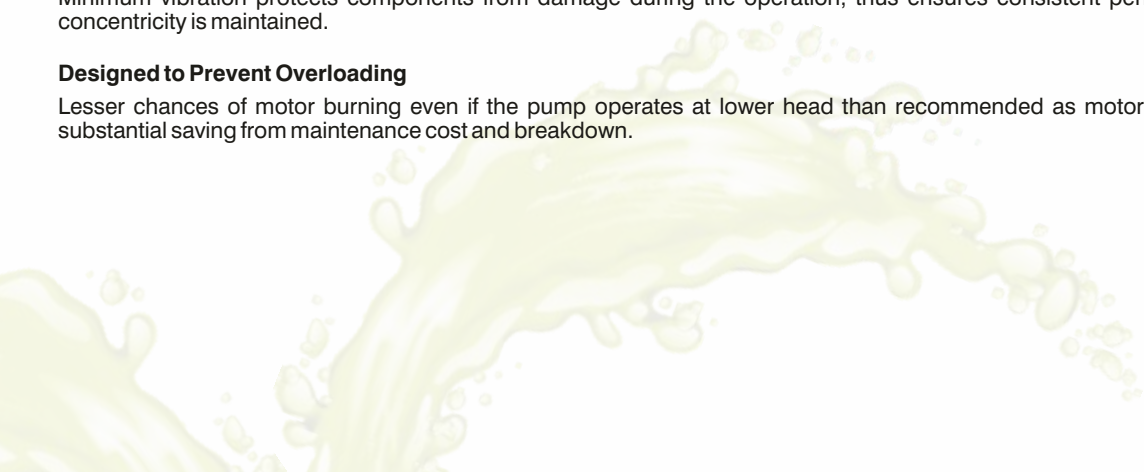 Minimum vibration protects components from damage during the operation, thus ensures consistent per
concentricity is maintained.
Designed to Prevent Overloading
Lesser chances of motor burning even if the pump operates at lower head than recommended as motor
substantial saving from maintenance cost and breakdown.